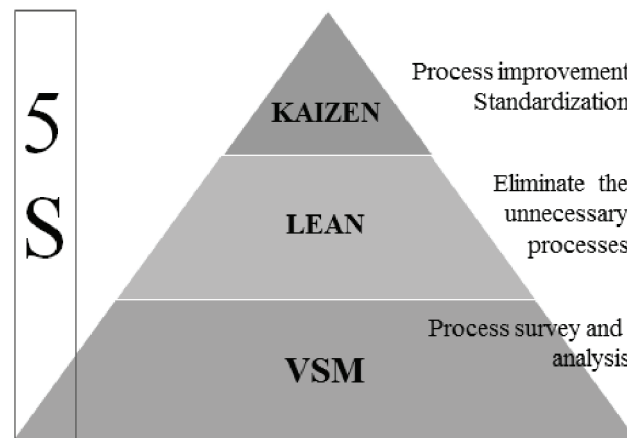 5
S
KAIZEN
Process improvement
Standardization
LEAN
Eliminate the
unnecessary
processes
VSM
Process survey and
analysis